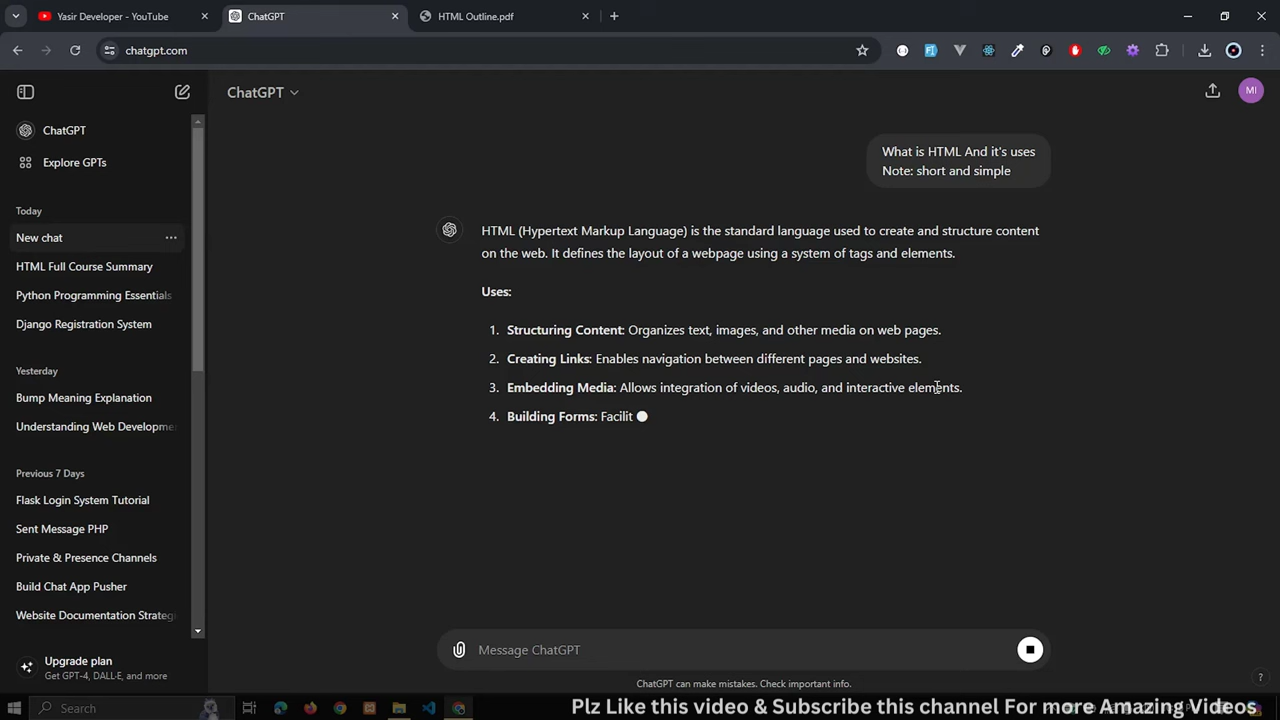 Yasir Developer - YouTube
ChatGPT
HTML Outline.pdf
chatgpt.com
ChatGPT
MI
ChatGPT
Explore GPTs
Today
New chat
HTML Full Course Summary
Python Programming Essentials
Django Registration System
Yesterday
Bump Meaning Explanation
Understanding Web Developme
Previous 7 Days
Flask Login System Tutorial
Sent Message PHP
Private & Presence Channels
Build Chat App Pusher
Website Documentation Strateg
Upgrade plan
Get GPT-4, DALL-E, and more
What is HTML And it's uses
Note: short and simple
HTML (Hypertext Markup Language) is the standard language used to create and structure content
on the web. It defines the layout of a webpage using a system of tags and elements.
Uses:
1. Structuring Content: Organizes text, images, and other media on web pages.
2. Creating Links: Enables navigation between different pages and websites.
3. Embedding Media: Allows integration of videos, audio, and interactive elements.
4. Building Forms: Facilit
Message ChatGPT
ChatGPT can make mistakes. Check important info.
?
Search
Plz Like this video & Subscribe this channel For more Amazing Videos